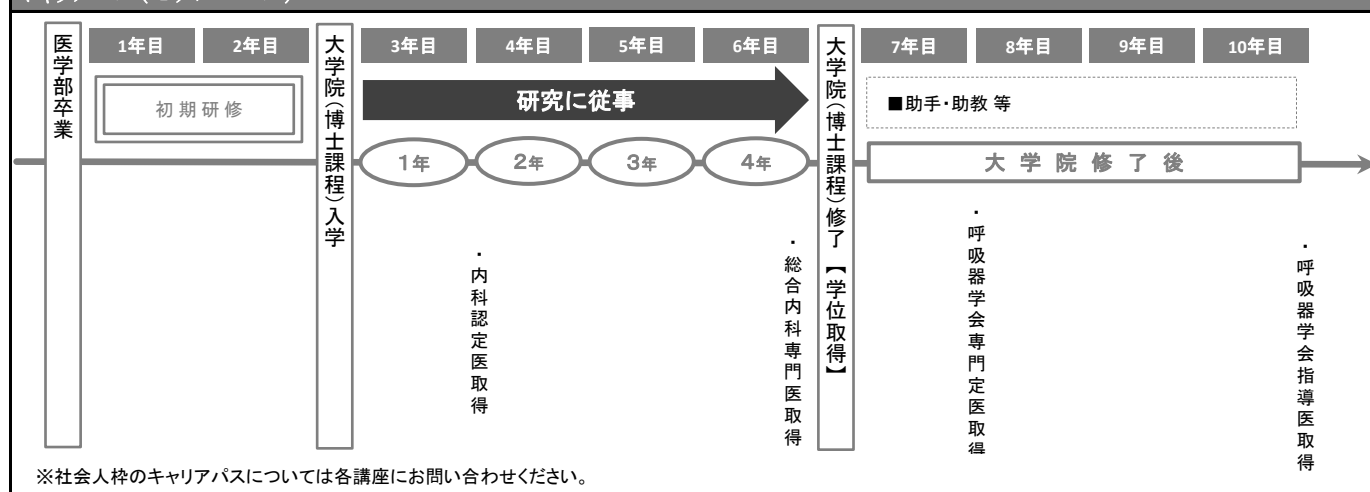 医学部卒業
1年目
2年目
初期研修
大学院(博士課程)入学
3年目
4年目
5年目
6年目
研究に従事
1年
2年
3年
4年
・内科認定医取得
・総合内科専門医取得
大学院(博士課程)修了【学位取得】
7年目
8年目
9年目
10年目
■助手・助教 等
大学院修了後
・呼吸器学会専門定医取得
・呼吸器学会指導医取得
※社会人枠のキャリアパスについては各講座にお問い合わせください。